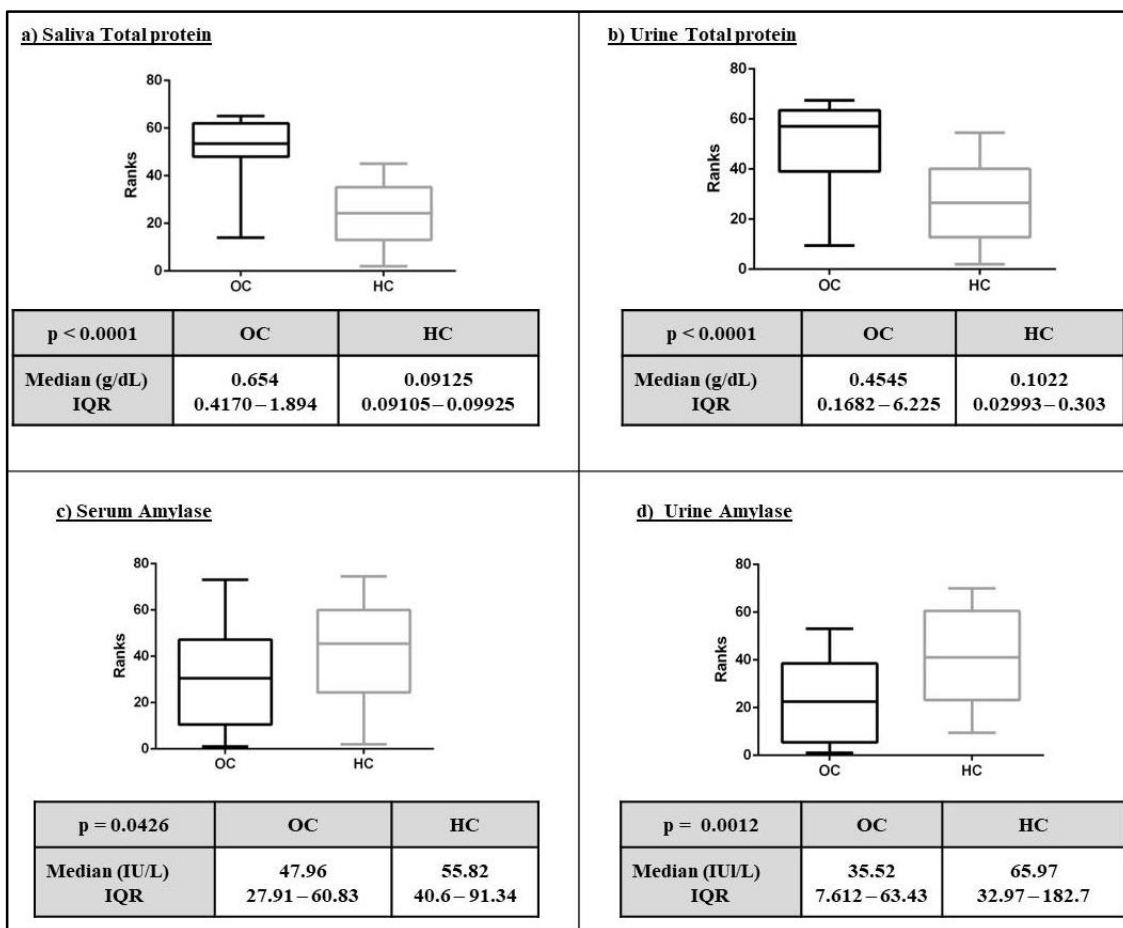 a) Saliva Total protein
80
60
40
20
0
Ranks
OC HC
p < 0.0001 OC HC
Median (g/dL) 0.654 0.09125
IQR 0.4170 – 1.894 0.09105 – 0.09925
b) Urine Total protein
80
60
40
20
0
Ranks
OC HC
p < 0.0001 OC HC
Median (g/dL) 0.4545 0.1022
IQR 0.1682 – 6.225 0.02993 – 0.303
c) Serum Amylase
80
60
40
20
0
Ranks
OC HC
p = 0.0426 OC HC
Median (IU/L) 47.96 55.82
IQR 27.91 – 60.83 40.6 – 91.34
d) Urine Amylase
80
60
40
20
0
Ranks
OC HC
p = 0.0012 OC HC
Median (IUl/L) 35.52 65.97
IQR 7.612 – 63.43 32.97 – 182.7